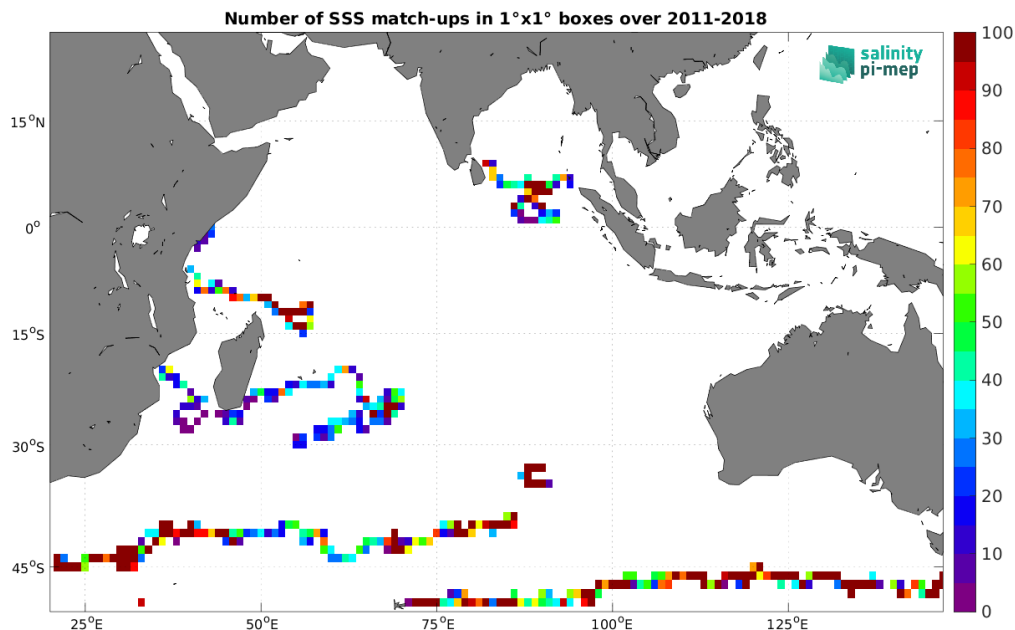 Number of SSS match-ups in 1°x1° boxes over 2011-2018
salinity
pi-mep
100
90
80
70
60
50
40
30
20
10
0
15°N
0°
15°S
30°S
45°S
25°E
50°E
75°E
100°E
125°E